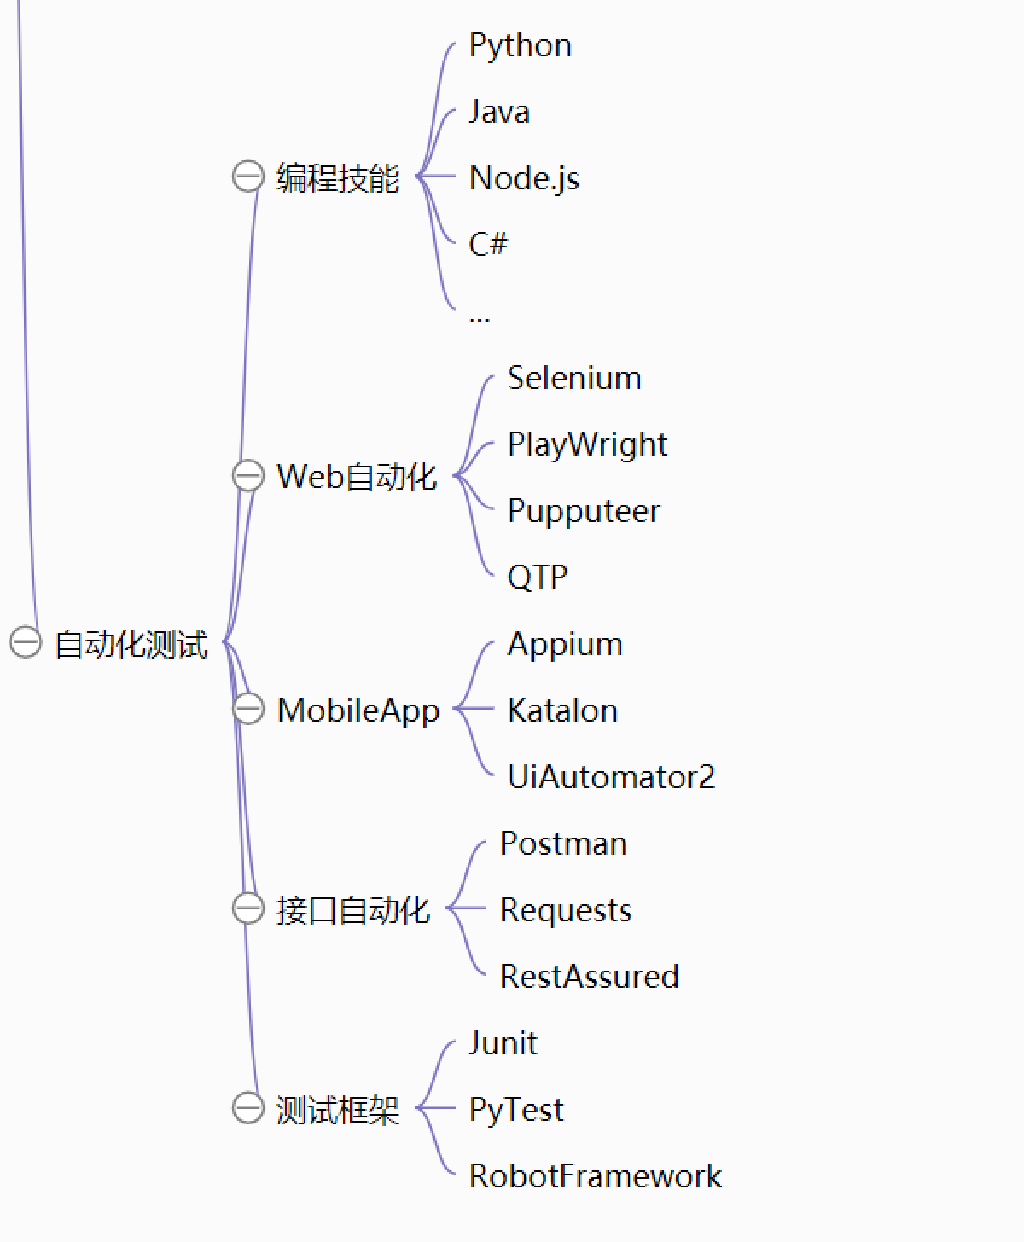 自动化测试
编程技能
Python
Java
Node.js
C#
...
Web自动化
Selenium
PlayWright
Pupputeer
QTP
MobileApp
Appium
Katalon
UiAutomator2
接口自动化
Postman
Requests
RestAssured
测试框架
Junit
PyTest
RobotFramework